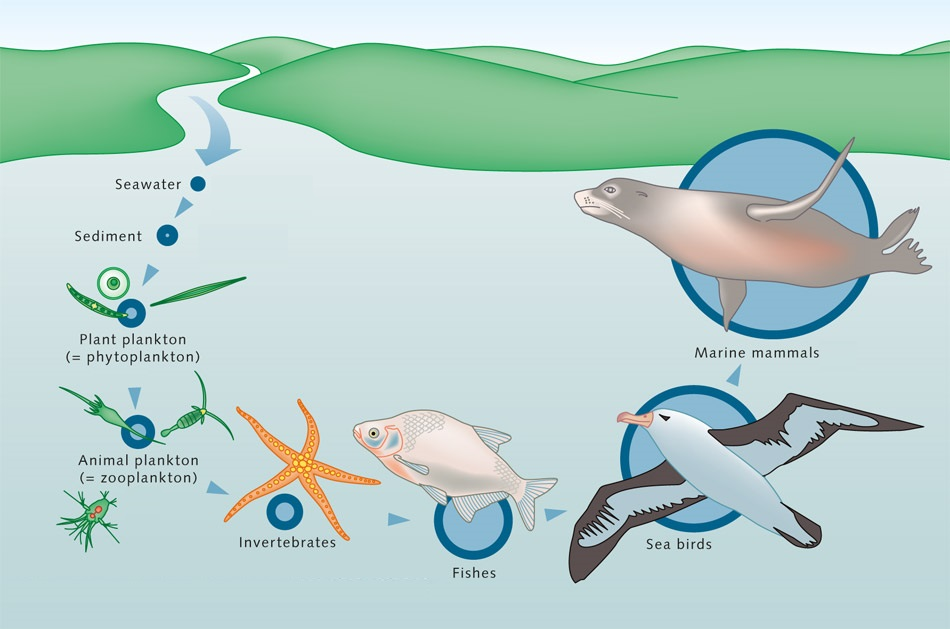 Seawater
Sediment
Plant plankton
(= phytoplankton)
Animal plankton
(= zooplankton)
Invertebrates
Fishes
Sea birds
Marine mammals